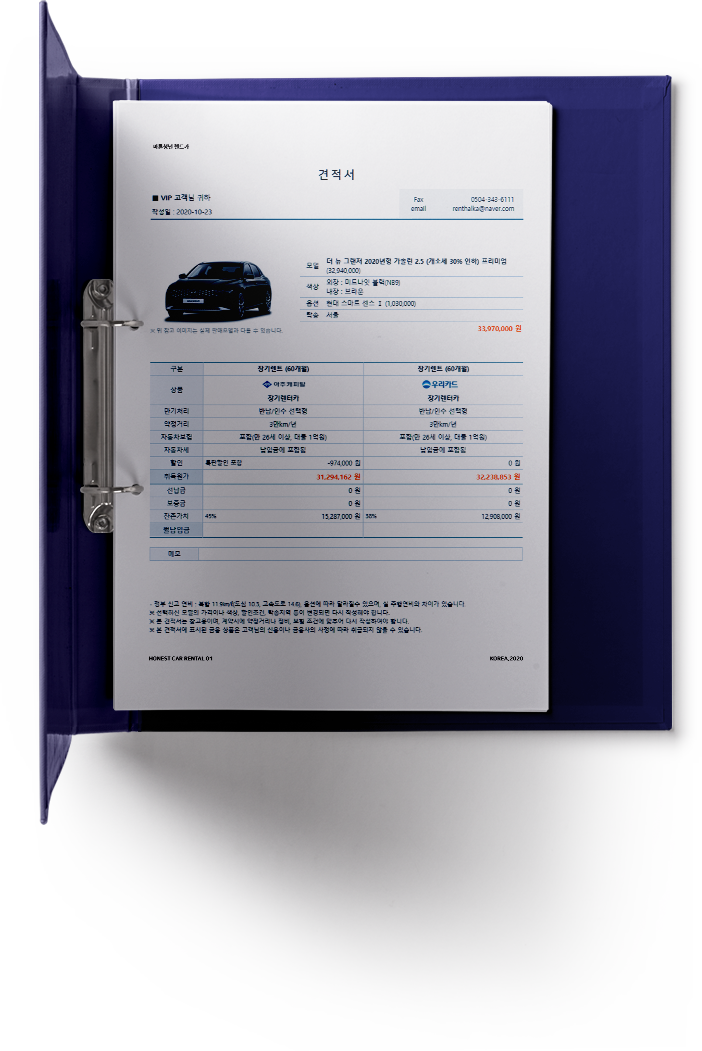 견적서
■ VIP 고객님 귀하
작성일 : 2020-10-23
Fax 0504-343-6111
email renthalka@naver.com
모델 더 뉴 그랜저 2020년형 가솔린 2.5 (개소세 30% 인하) 프리미엄
(32,940,000)
색상 외장 : 미드나잇 블랙(NB9)
내장 : 브라운
옵션 현대 스마트 센스 Ⅰ (1,030,000)
탁송 서울
33,970,000 원
※ 위 참고 이미지는 실제 판매모델과 다를 수 있습니다.
구분 장기렌트 (60개월) 장기렌트 (60개월)
상품 아주캐피탈 우리카드
장기렌터카 장기렌터카
만기처리 반납/인수 선택형 반납/인수 선택형
약정거리 3만km/년 3만km/년
자동차보험 포함(만 26세 이상, 대물 1억원) 포함(만 26세 이상, 대물 1억원)
자동차세 납입금에 포함됨 납입금에 포함됨
할인 특판할인 포함 -974,000 원 0 원
취득원가 31,294,162 원 32,238,853 원
선납금 0 원 0 원
보증금 0 원 0 원
잔존가치 45% 15,287,000 원 38% 12,908,000 원
월납입금
메모
- 정부 신고 연비 : 복합 11.9km/ℓ(도심 10.3, 고속도로 14.6), 옵션에 따라 달라질수 있으며, 실 주행연비와 차이가 있습니다.
※ 선택하신 모델의 가격이나 색상, 할인조건, 탁송지역 등이 변경되면 다시 작성해야 됩니다.
※ 본 견적서는 참고용이며, 계약시에 약정거리나 정비, 보험 조건에 맞추어 다시 작성하여야 합니다.
※ 본 견적서에 표시된 금융 상품은 고객님의 신용이나 금융사의 사정에 따라 취급되지 않을 수 있습니다.
HONEST CAR RENTAL 01 KOREA,2020